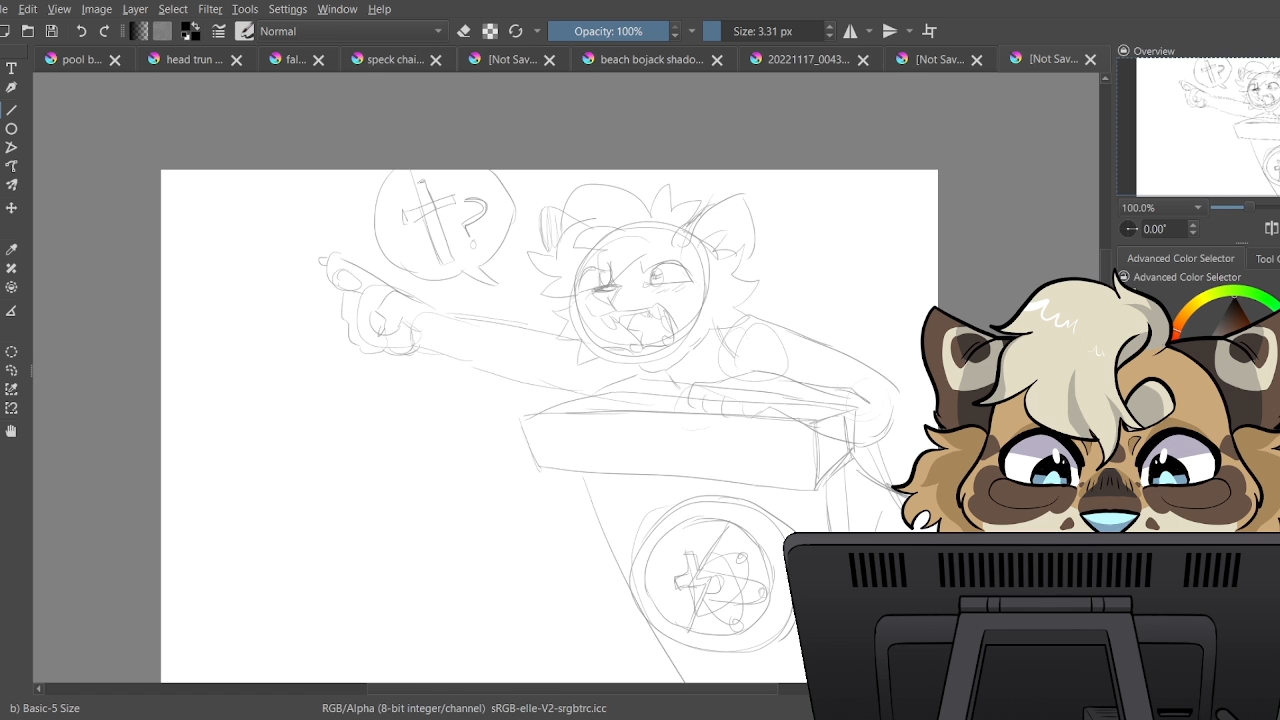 Edit View Image Layer Select Filter Tools Settings Window Help
Normal Opacity: 100% Size: 3.31 px
pool b... head trun ... fal... speck chai... [Not Sav... beach bojack shado... 20221117_0043... [Not Sav... [Not Sav...
Overview
?
100.0%
0.00°
Advanced Color Selector Tool
Advanced Color Selector
b) Basic-5 Size RGB/Alpha (8-bit integer/channel) sRGB-elle-V2-srgbtrc.icc